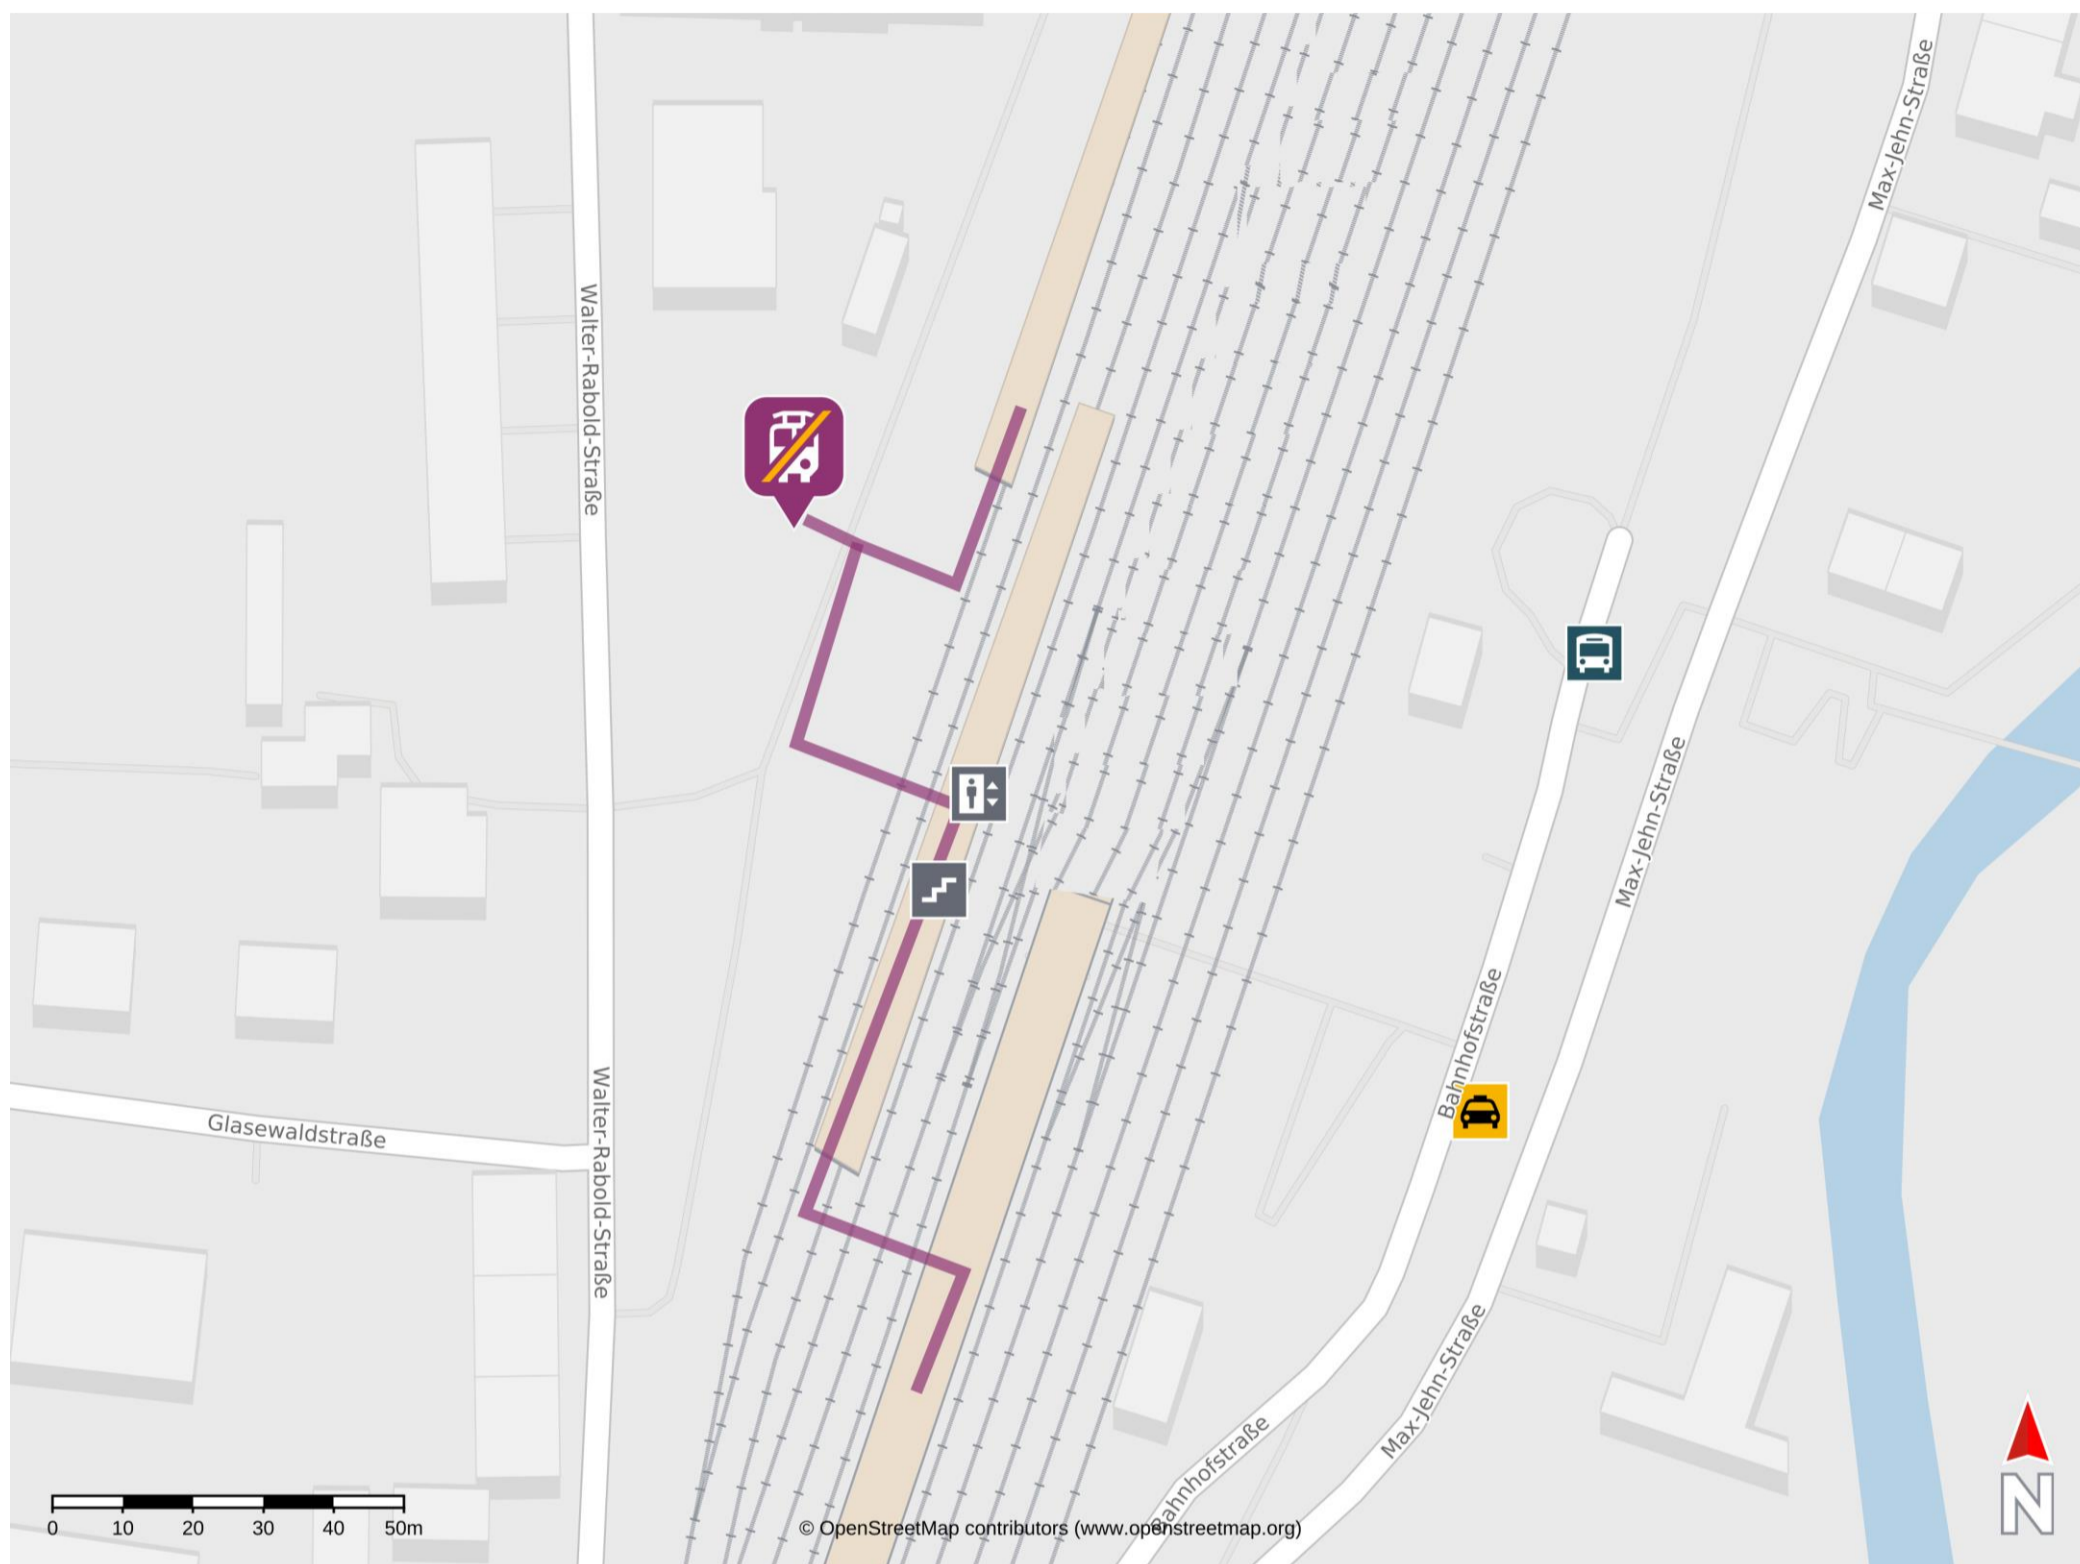 Max-Jehn-Straße
Walter-Rabold-Straße
Max-Jehn-Straße
Bahnhofstraße
Glasewaldstraße
Walter-Rabold-Straße
Max-Jehn-Straße
Bahnhofstraße
0 10 20 30 40 50m
© OpenStreetMap contributors (www.openstreetmap.org)
N